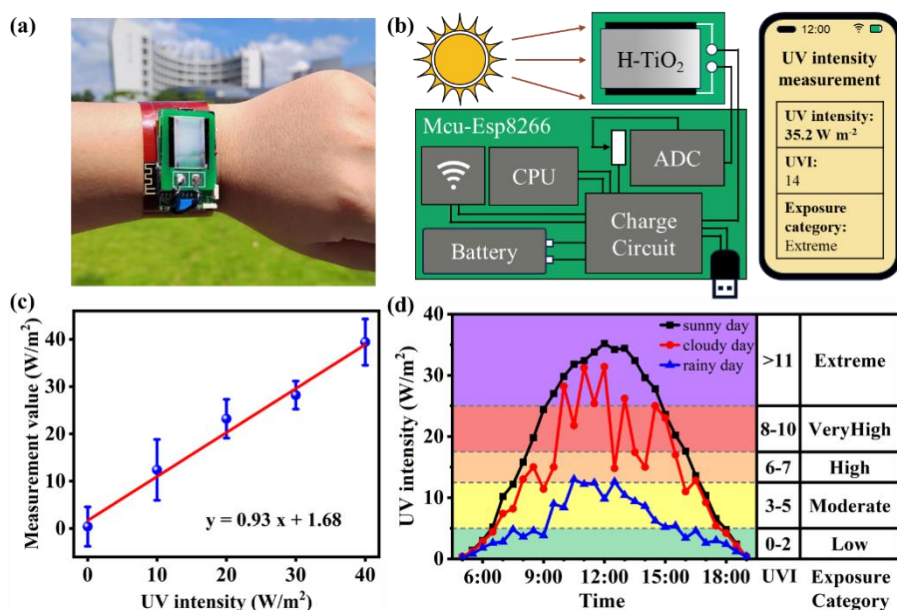 (a)
(b)
H-TiO₂
Mcu-Esp8266
CPU
ADC
Charge
Circuit
Battery
12:00
UV intensity
measurement
UV intensity:
35.2 W m⁻²
UVI:
14
Exposure
category:
Extreme
(c)
Measurement value (W/m²)
40
30
20
10
0
y = 0.93 x + 1.68
0 10 20 30 40
UV intensity (W/m²)
(d)
UV intensity (W/m²)
40
30
20
10
0
sunny day
cloudy day
rainy day
6:00 9:00 12:00 15:00 18:00
Time
>11 Extreme
8-10 VeryHigh
6-7 High
3-5 Moderate
0-2 Low
UVI Exposure
Category